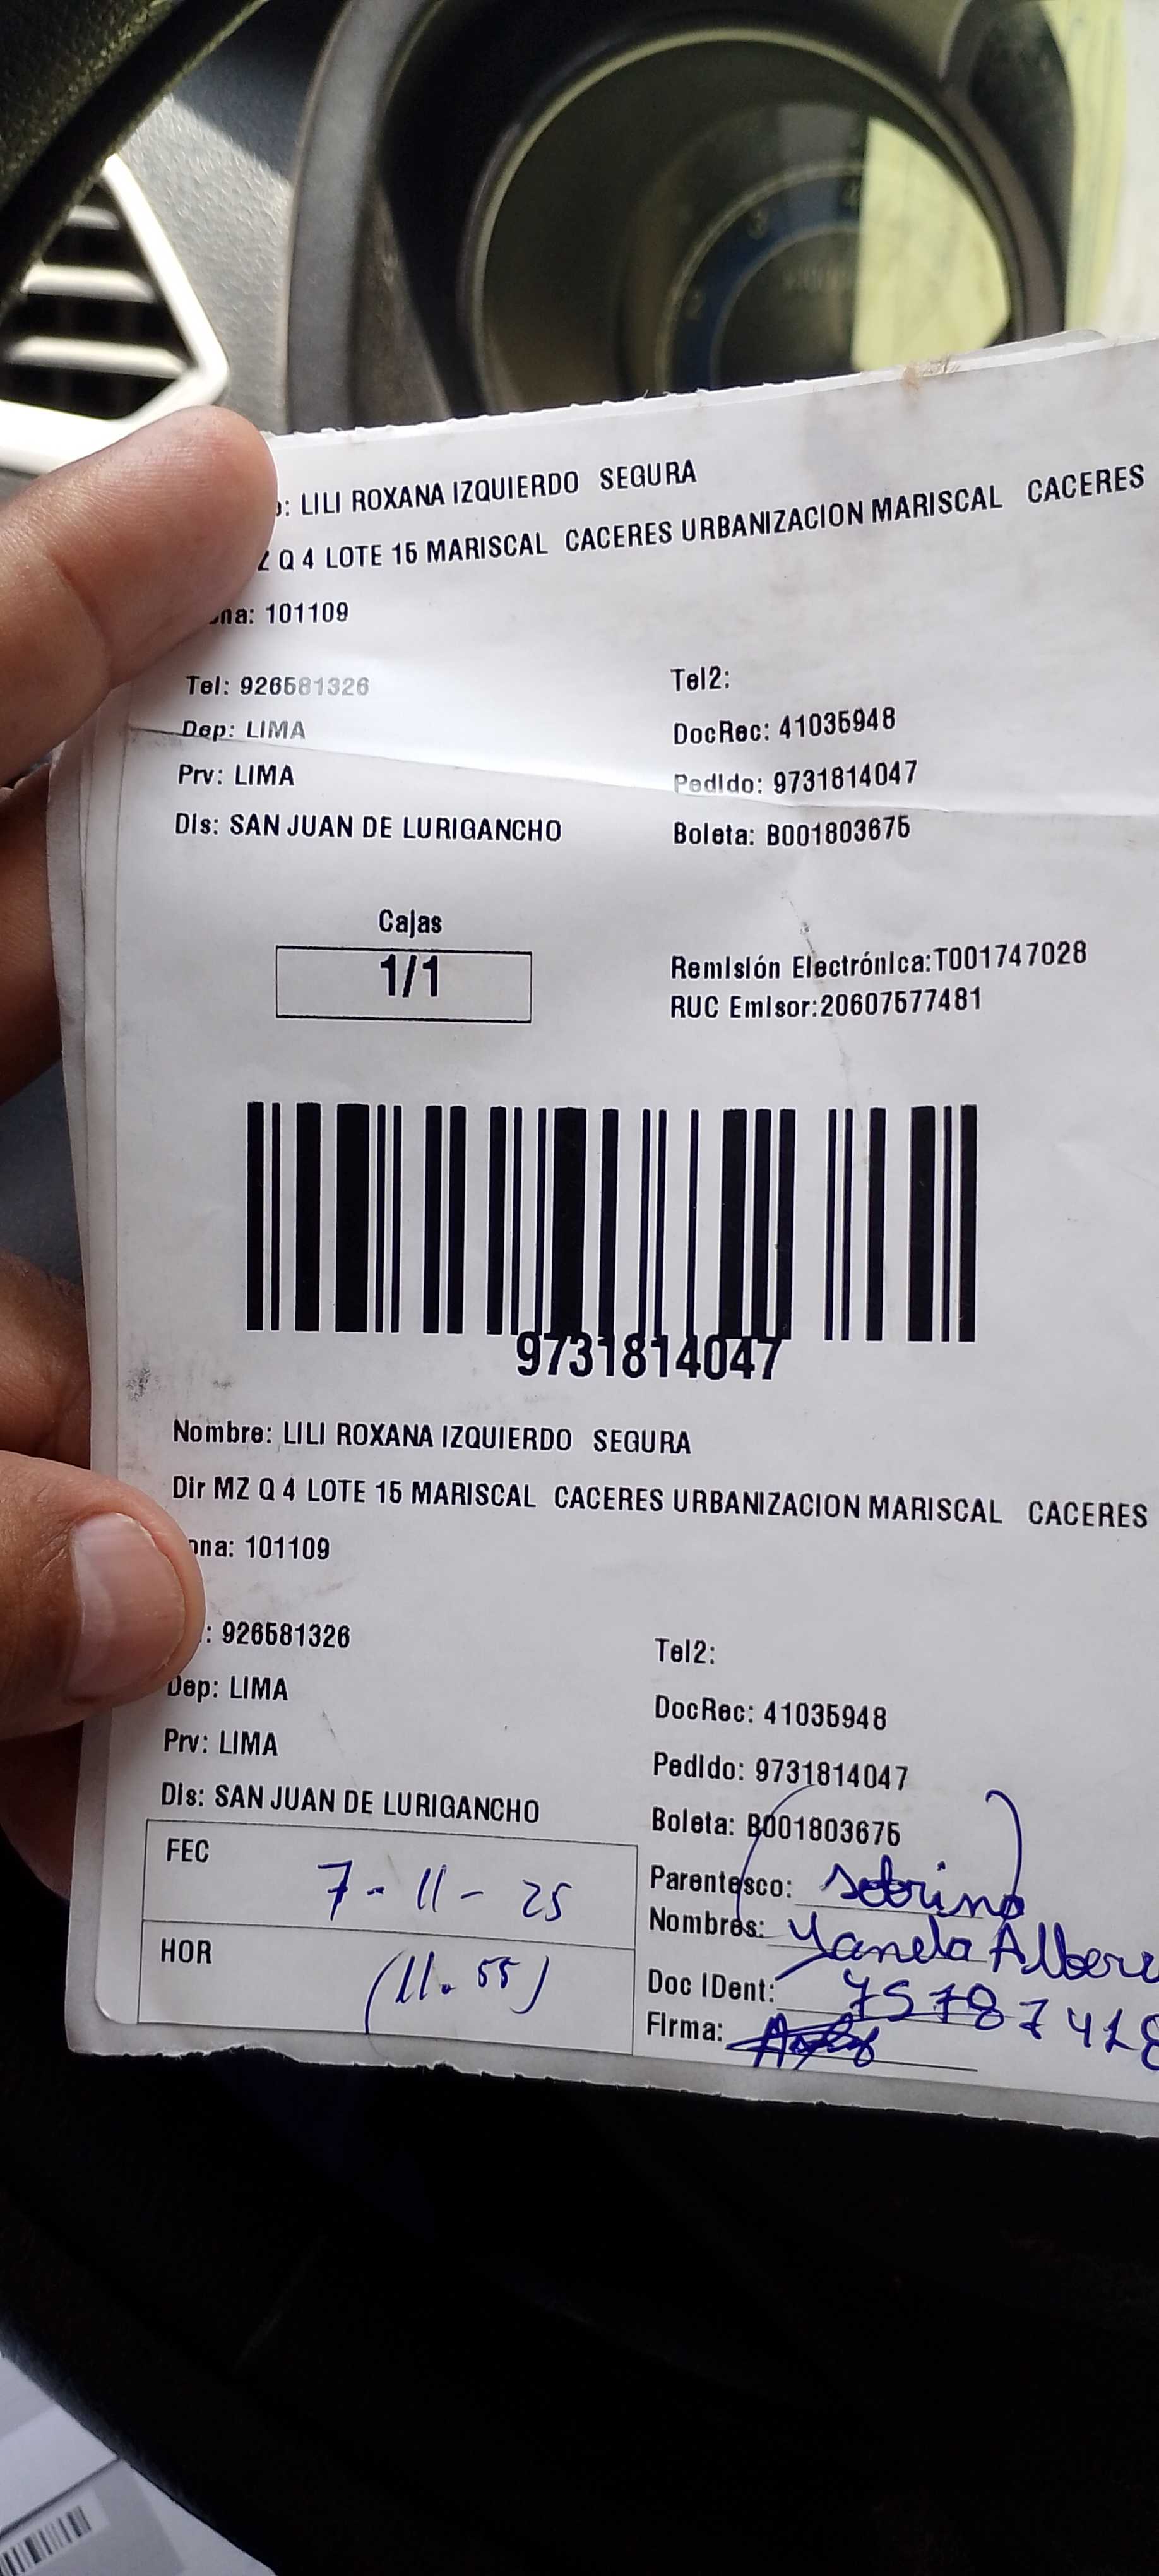 : LILI ROXANA IZQUIERDO SEGURA
Z Q 4 LOTE 15 MARISCAL CACERES URBANIZACION MARISCAL CACERES
na: 101109
Tel: 926581326
Tel2:
Dep: LIMA
DocRec: 41035948
Prv: LIMA
Pedido: 9731814047
Dis: SAN JUAN DE LURIGANCHO
Boleta: B001803675
Cajas
1/1
Remisión Electrónica:T001747028
RUC Emisor:20607577481
9731814047
Nombre: LILI ROXANA IZQUIERDO SEGURA
Dir MZ Q 4 LOTE 15 MARISCAL CACERES URBANIZACION MARISCAL CACERES
ona: 101109
: 926581326
Tel2:
Dep: LIMA
DocRec: 41035948
Prv: LIMA
Pedido: 9731814047
Dis: SAN JUAN DE LURIGANCHO
Boleta: B001803675
FEC 7-11-25
Parentesco: sobrino
Nombres: Yanela
HOR (11.55)
Doc IDent:
Firma: